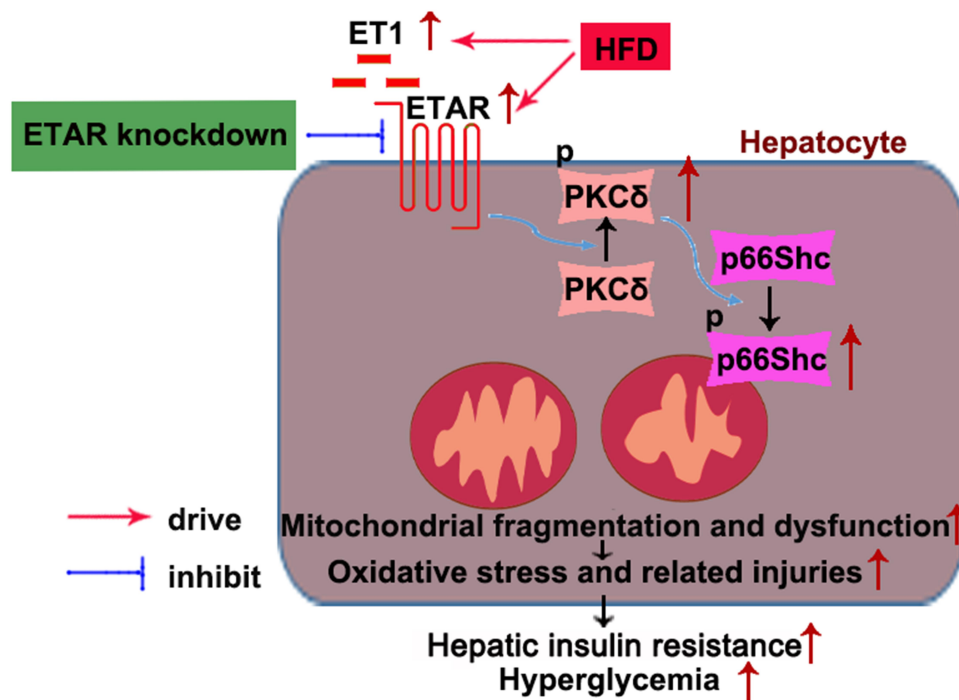 ET1
HFD
ETAR
ETAR knockdown
Hepatocyte
p
PKCδ
PKCδ
p66Shc
p
p66Shc
drive
inhibit
Mitochondrial fragmentation and dysfunction
Oxidative stress and related injuries
Hepatic insulin resistance
Hyperglycemia